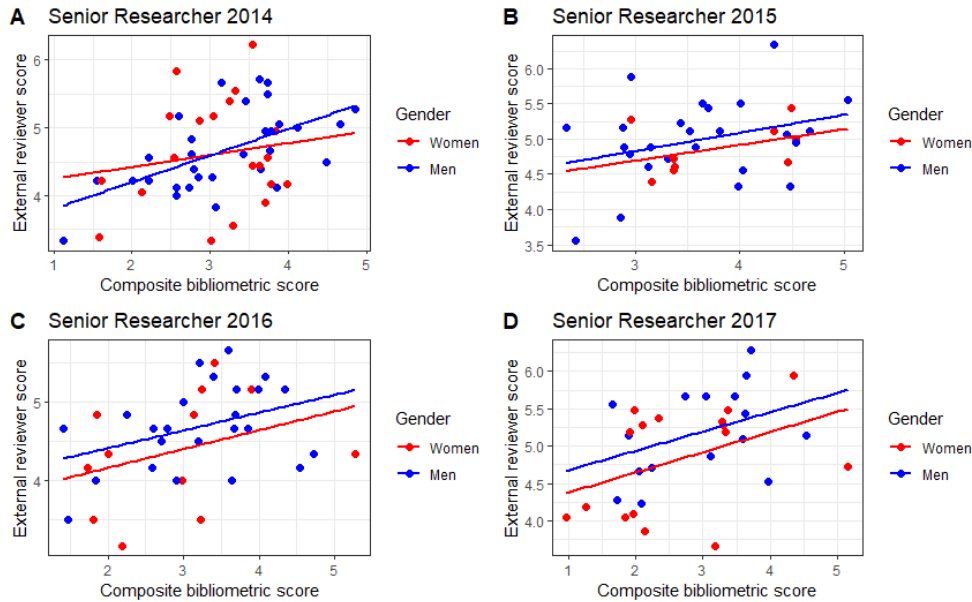 A Senior Researcher 2014
External reviewer score
6
5
4
1 2 3 4 5
Composite bibliometric score
Gender
Women
Men
B Senior Researcher 2015
External reviewer score
6.0
5.5
5.0
4.5
4.0
3.5
3 4 5
Composite bibliometric score
Gender
Women
Men
C Senior Researcher 2016
External reviewer score
5
4
2 3 4 5
Composite bibliometric score
Gender
Women
Men
D Senior Researcher 2017
External reviewer score
6.0
5.5
5.0
4.5
4.0
1 2 3 4 5
Composite bibliometric score
Gender
Women
Men